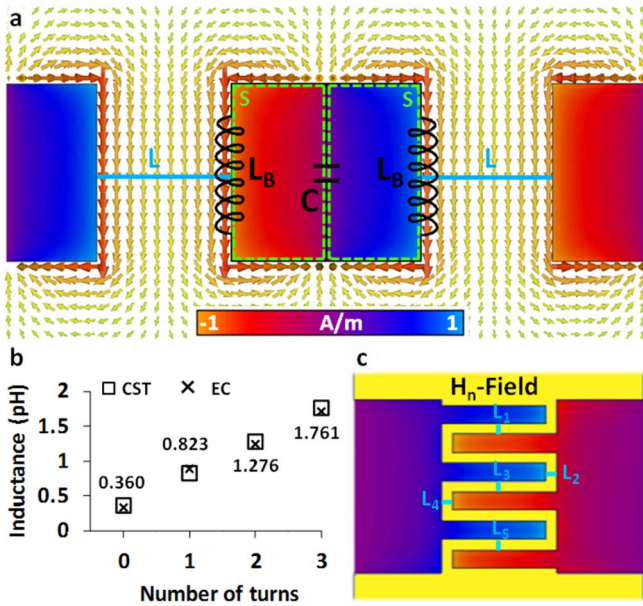 a
S S
L L_B C L_B L
-1 A/m 1
b
Inductance (pH)
2
1.5
1
0.5
0
CST EC
0.360
0.823
1.276
1.761
0 1 2 3
Number of turns
c
H_n-Field
L_1
L_2
L_3
L_4
L_5